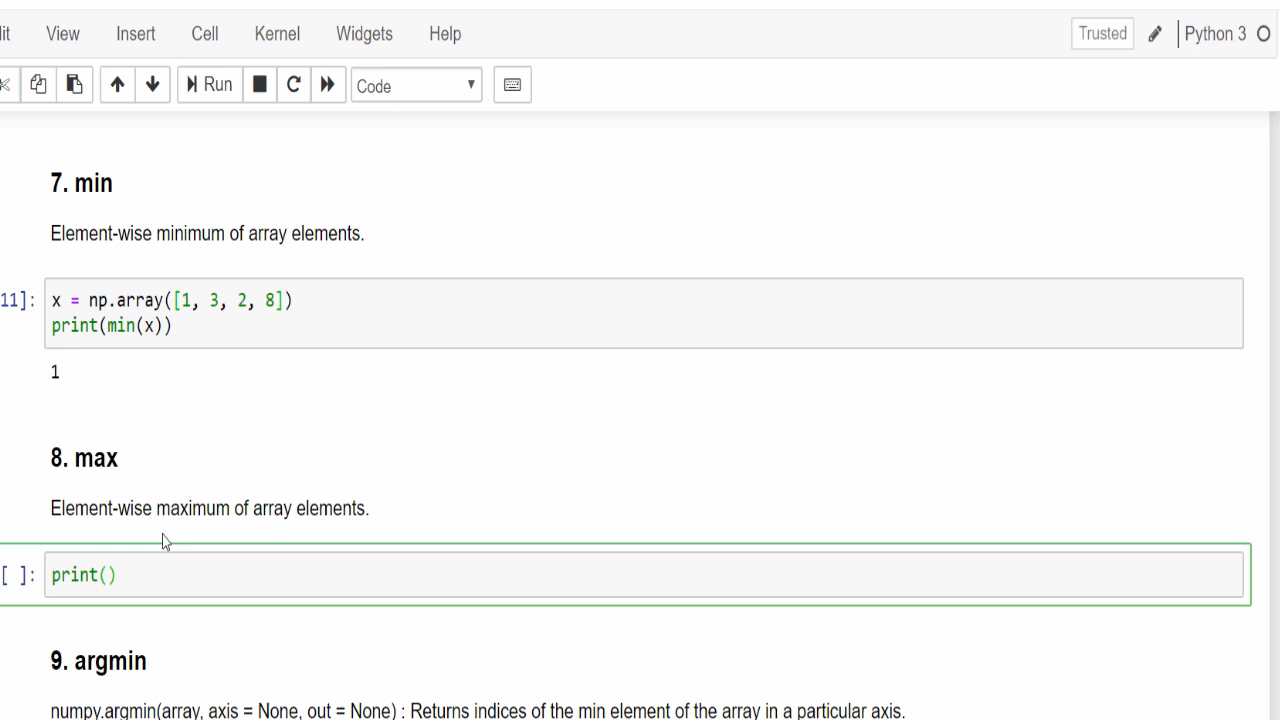 it View Insert Cell Kernel Widgets Help Trusted Python 3
Run Code
7. min
Element-wise minimum of array elements.
11]: x = np.array([1, 3, 2, 8])
print(min(x))
1
8. max
Element-wise maximum of array elements.
[ ]: print()
9. argmin
numpy.argmin(array, axis = None, out = None) : Returns indices of the min element of the array in a particular axis.